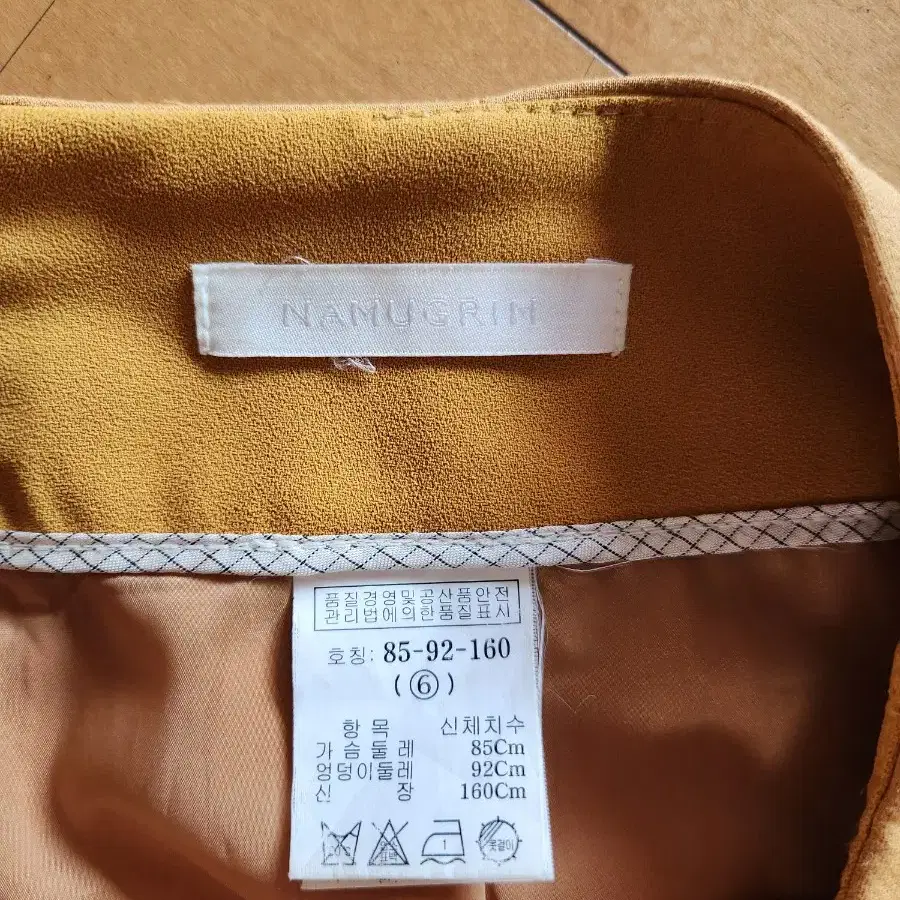 NAMUGRIM
품질경영및공산품안전
관리법에의한품질표시
호칭: 85-92-160
(⑥)
항 목 신체치수
가슴둘레 85Cm
엉덩이둘레 92Cm
신 장 160Cm
1 옷걸이